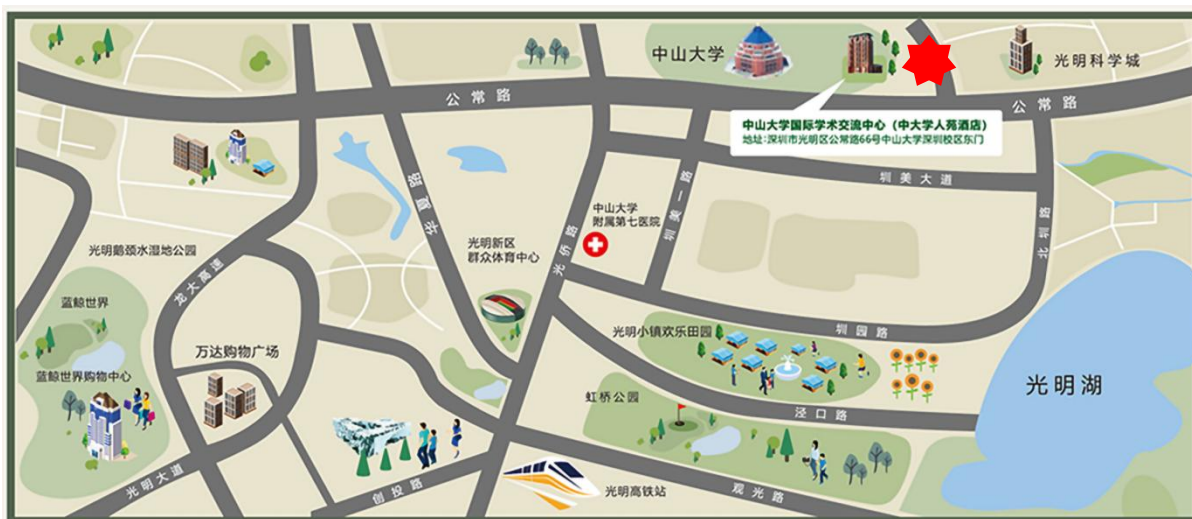 中山大学
光明科学城
公常路
公常路
中山大学国际学术交流中心（中大学人苑酒店）
地址：深圳市光明区公常路66号中山大学深圳校区东门
圳美大道
圳美一路
中山大学
附属第七医院
光侨路
光明新区
群众体育中心
北圳路
光明鹅颈水湿地公园
龙大高速
蓝鲸世界
万达购物广场
蓝鲸世界购物中心
光明小镇欢乐田园
圳园路
光明湖
虹桥公园
泾口路
光明大道
创投路
光明高铁站
观光路